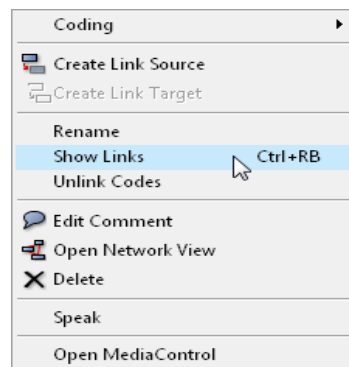 Coding
Create Link Source
Create Link Target
Rename
Show Links Ctrl+RB
Unlink Codes
Edit Comment
Open Network View
Delete
Speak
Open MediaControl